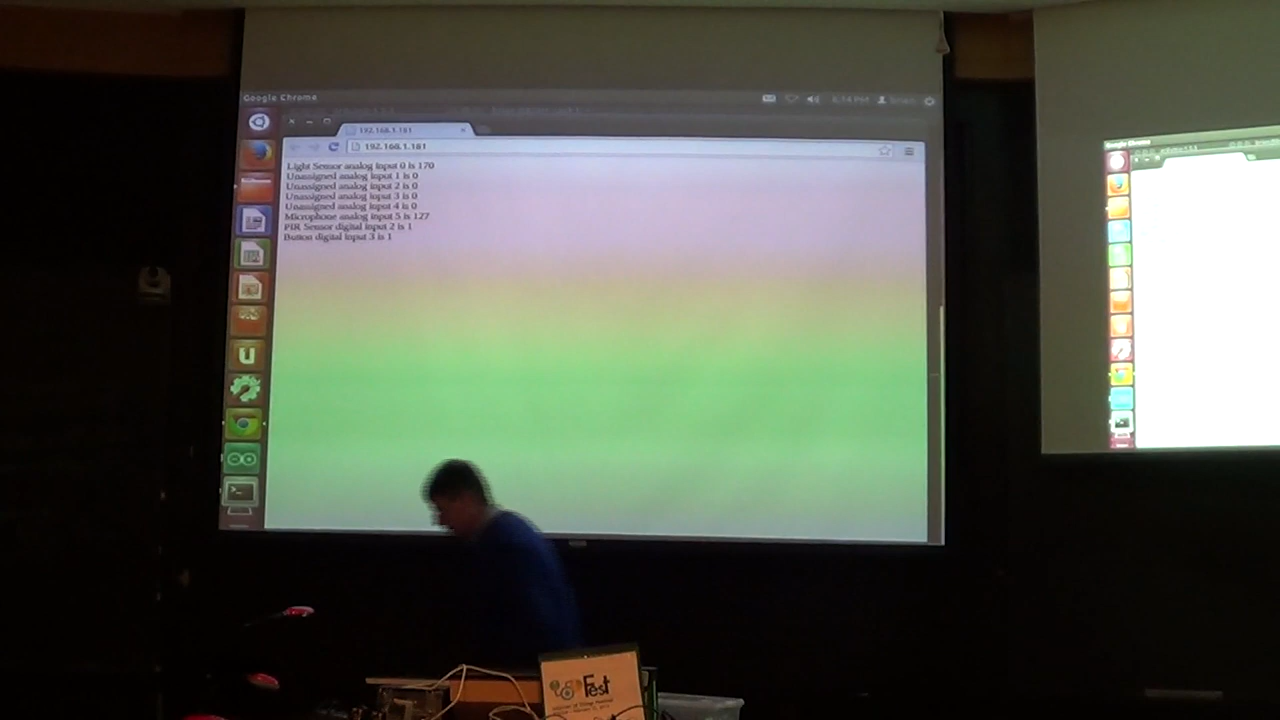 Google Chrome
192.168.1.181
192.168.1.181
Light Sensor analog input 0 is 170
Unassigned analog input 1 is 0
Unassigned analog input 2 is 0
Unassigned analog input 3 is 0
Unassigned analog input 4 is 0
Microphone analog input 5 is 127
PIR Sensor digital input 2 is 1
Button digital input 3 is 1
Fest